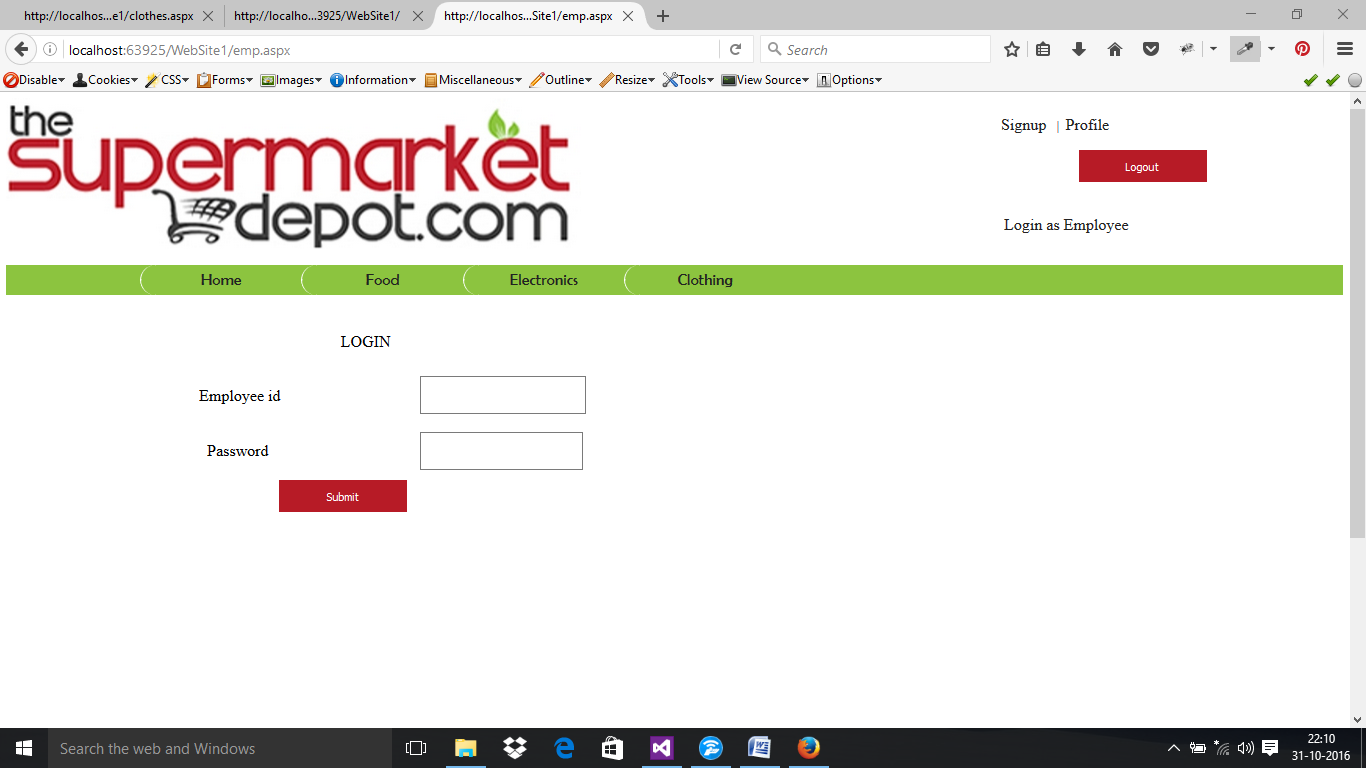 http://localhos...e1/clothes.aspx
http://localho...3925/WebSite1/
http://localhos...Site1/emp.aspx
localhost:63925/WebSite1/emp.aspx
Search
Disable Cookies CSS Forms Images Information Miscellaneous Outline Resize Tools View Source Options
the
supermarket
depot.com
Signup | Profile
Logout
Login as Employee
Home Food Electronics Clothing
LOGIN
Employee id
Password
Submit
Search the web and Windows
22:10
31-10-2016